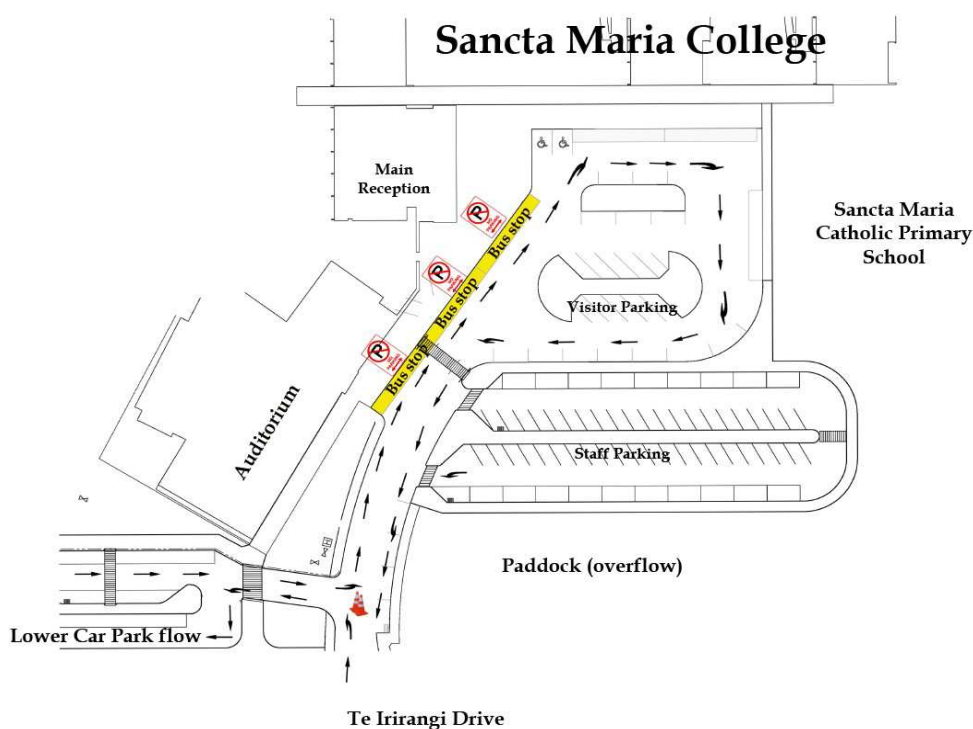 Sancta Maria College
Main
Reception
Sancta Maria
Catholic Primary
School
Bus stop
Bus stop
Bus stop
Visitor Parking
Auditorium
Staff Parking
Paddock (overflow)
Lower Car Park flow
Te Irirangi Drive